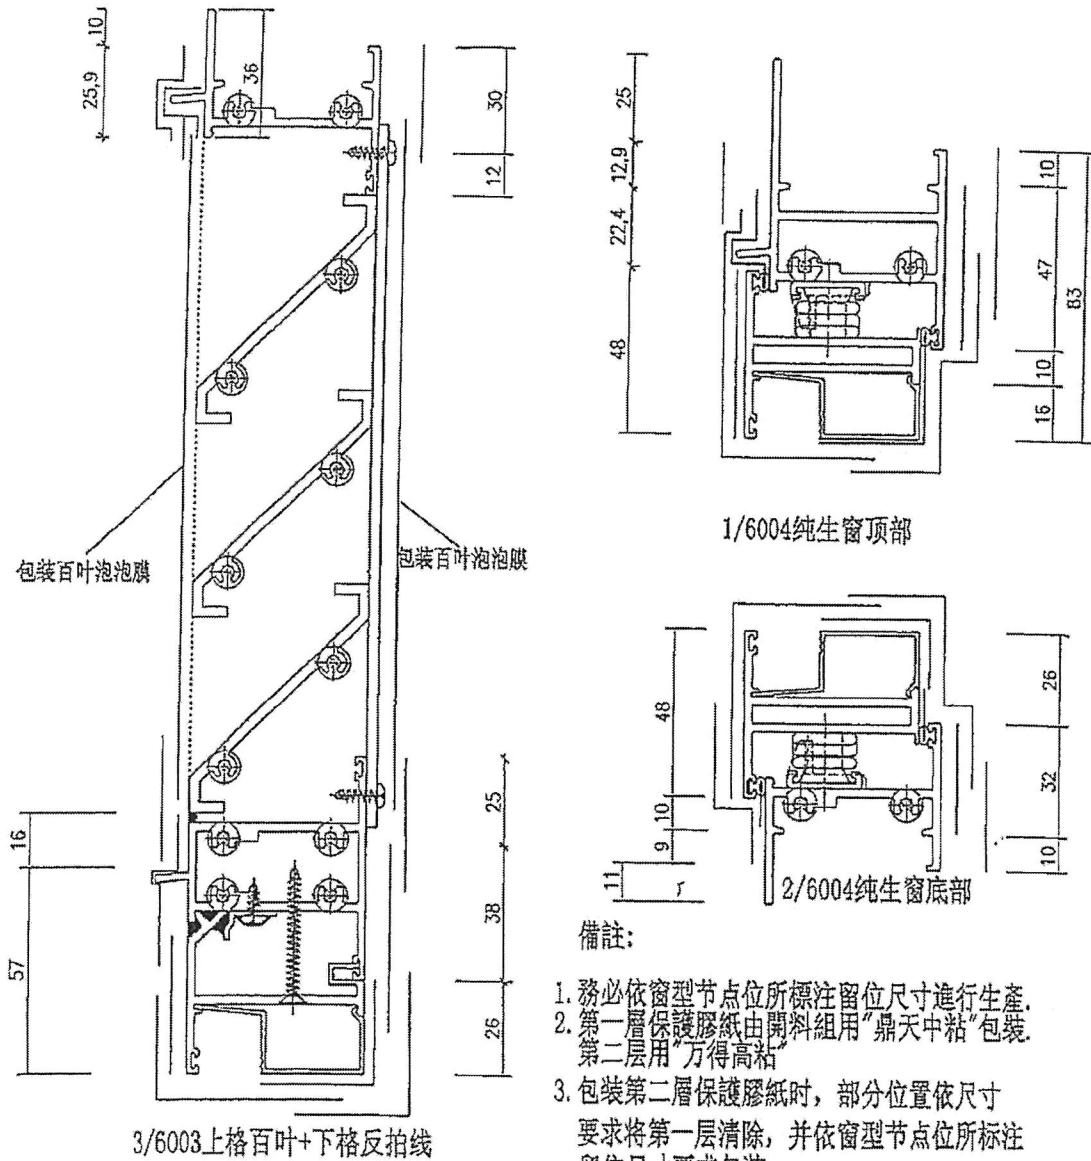 10
25,9
36
30
12
包装百叶泡泡膜
包装百叶泡泡膜
16
57
25
38
26
3/6003上格百叶+下格反拍线
25
12,9
22,4
48
10
47
83
10
16
1/6004纯生窗顶部
48
10
9
11
26
32
10
2/6004纯生窗底部
備註:
1. 務必依窗型节点位所標注留位尺寸進行生產.
2. 第一層保護膠紙由開料組用"鼎天中粘"包裝.
第二层用"万得高粘"
3. 包裝第二層保護膠紙时，部分位置依尺寸
要求将第一层清除，并依窗型节点位所标注